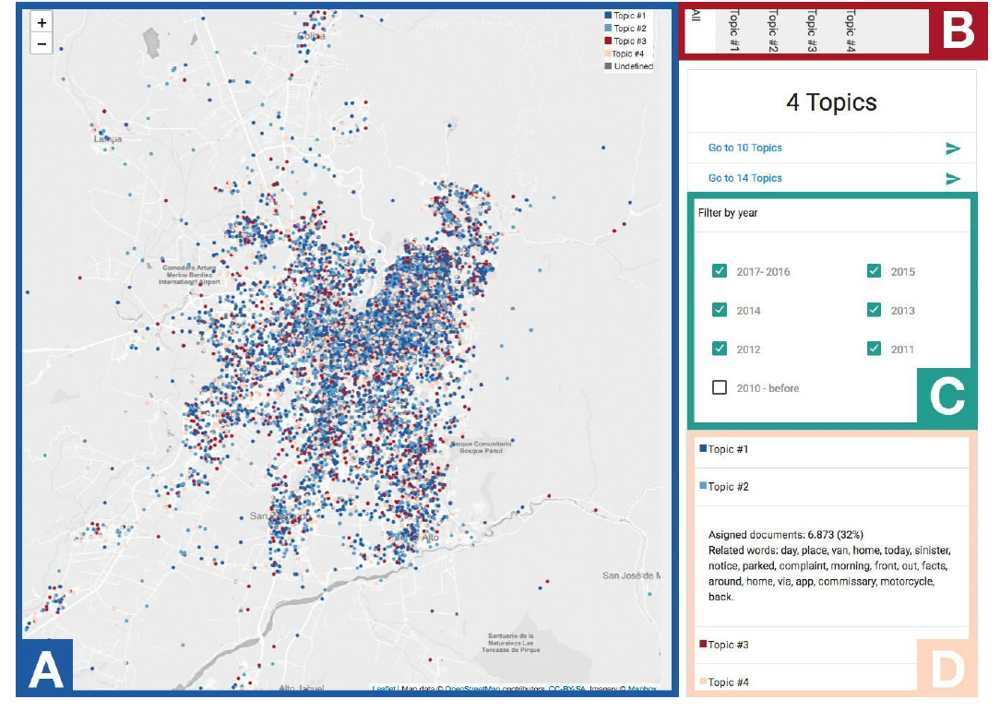 +
−
Topic #1
Topic #2
Topic #3
Topic #4
Undefined
Colina
Lampa
Comodoro Arturo
Merino Benítez
International Airport
Parque Comunitario
Bosque Panul
San
Alto
San José de M
Santuario de la
Naturaleza Las
Torcazas de Pirque
Alto Jahuel
Leaflet | Map data © OpenStreetMap contributors, CC-BY-SA, Imagery © Mapbox
A
All
Topic #1
Topic #2
Topic #3
Topic #4
B
4 Topics
Go to 10 Topics
Go to 14 Topics
Filter by year
2017- 2016
2015
2014
2013
2012
2011
2010 - before
C
Topic #1
Topic #2
Asigned documents: 6.873 (32%)
Related words: day, place, van, home, today, sinister,
notice, parked, complaint, morning, front, out, facts,
around, home, via, app, commissary, motorcycle,
back.
Topic #3
Topic #4
D